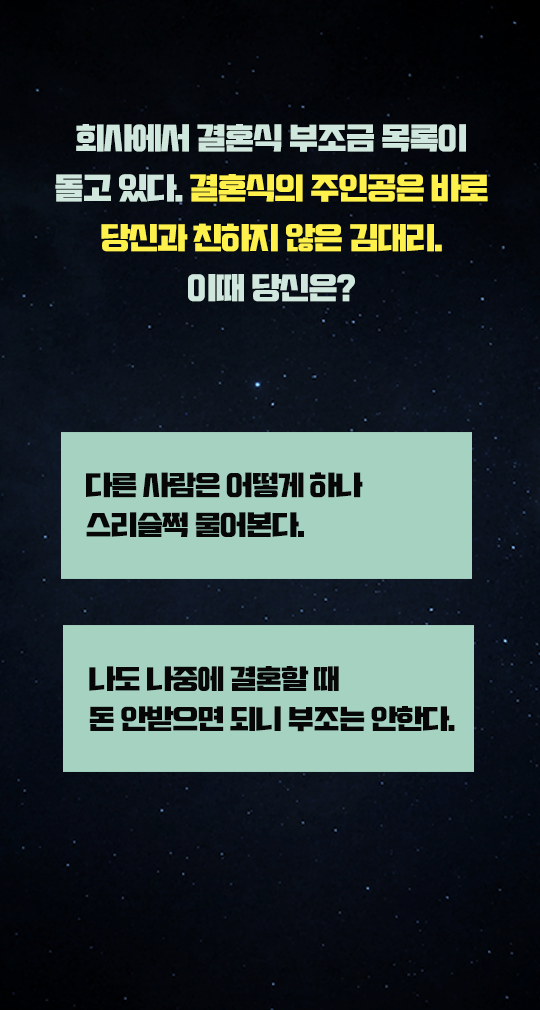 회사에서 결혼식 부조금 목록이
돌고 있다. 결혼식의 주인공은 바로
당신과 친하지 않은 김대리.
이때 당신은?
다른 사람은 어떻게 하나
스리슬쩍 물어본다.
나도 나중에 결혼할 때
돈 안받으면 되니 부조는 안한다.